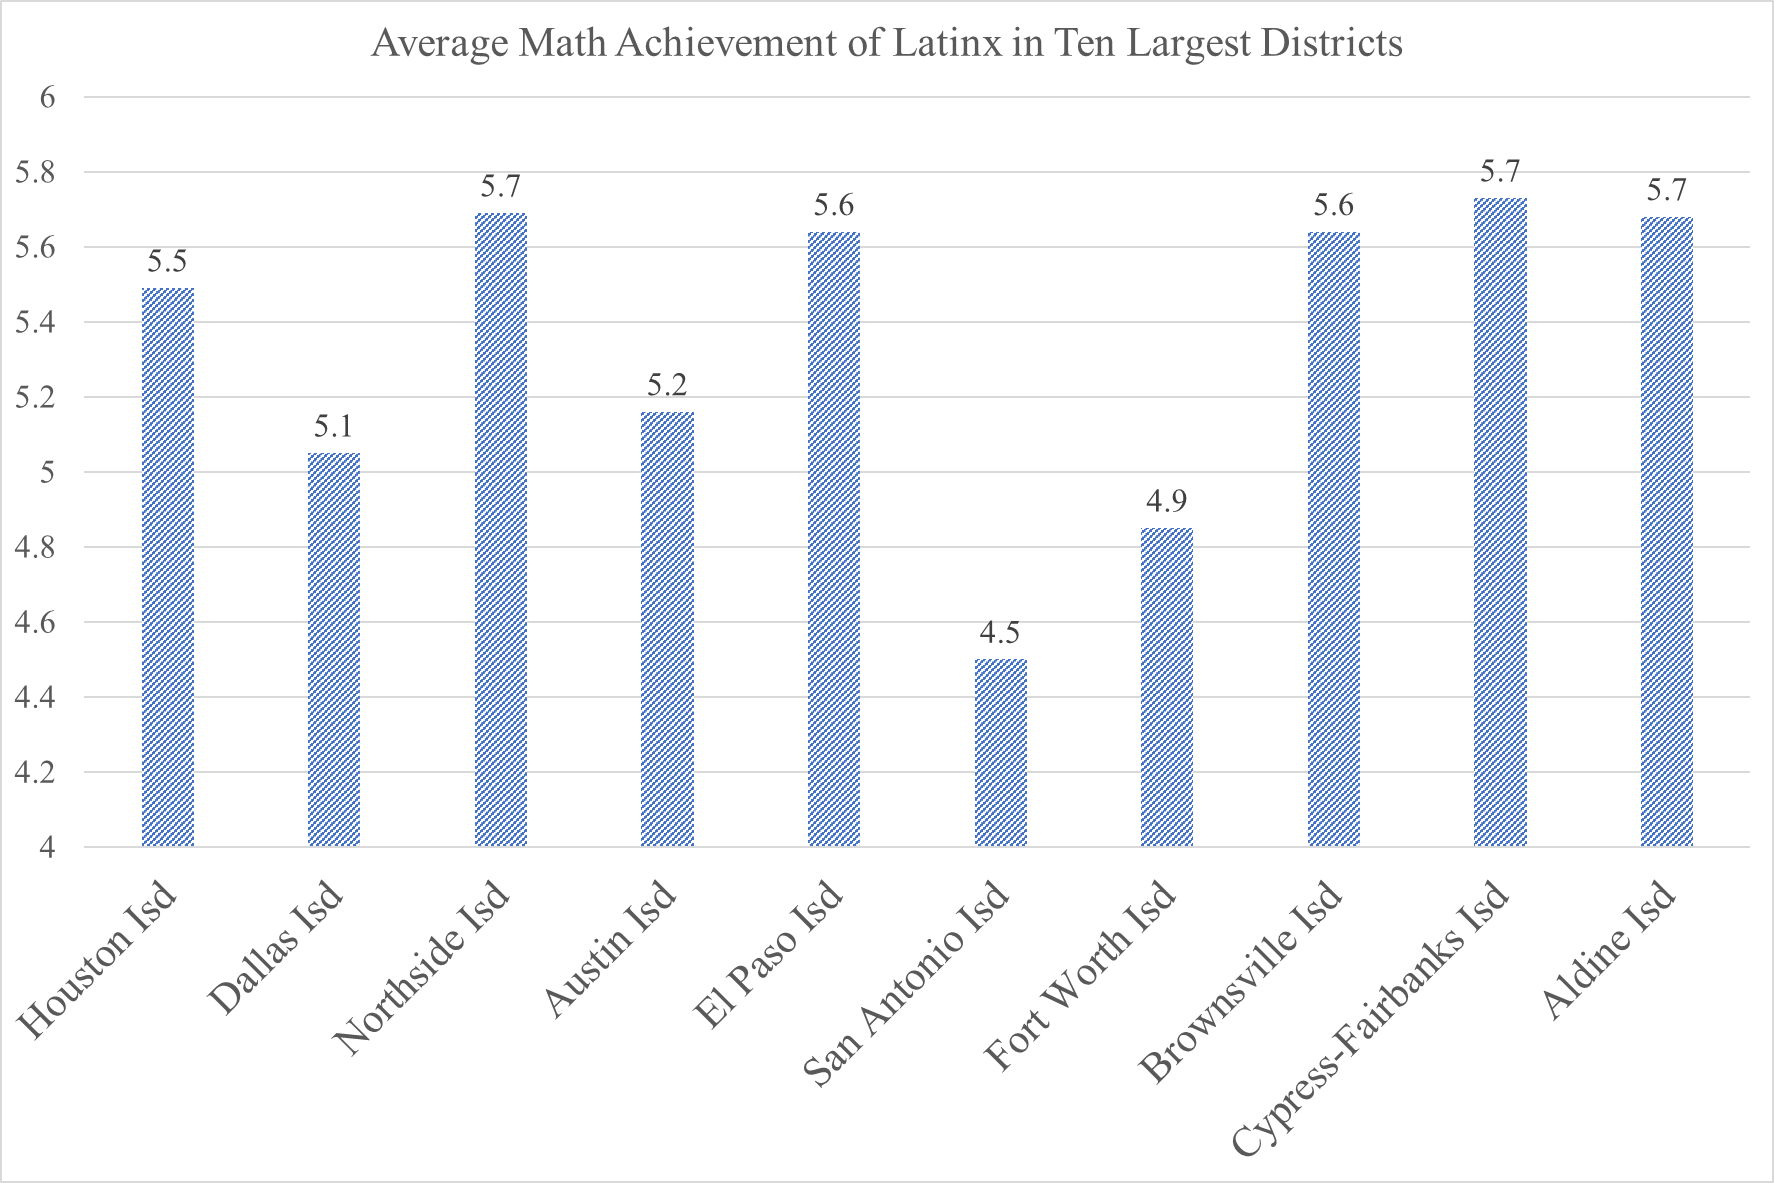 Average Math Achievement of Latinx in Ten Largest Districts
6
5.8
5.6
5.4
5.2
5
4.8
4.6
4.4
4.2
4
5.5
5.1
5.7
5.2
5.6
4.5
4.9
5.6
5.7
5.7
Houston Isd
Dallas Isd
Northside Isd
Austin Isd
El Paso Isd
San Antonio Isd
Fort Worth Isd
Brownsville Isd
Cypress-Fairbanks Isd
Aldine Isd